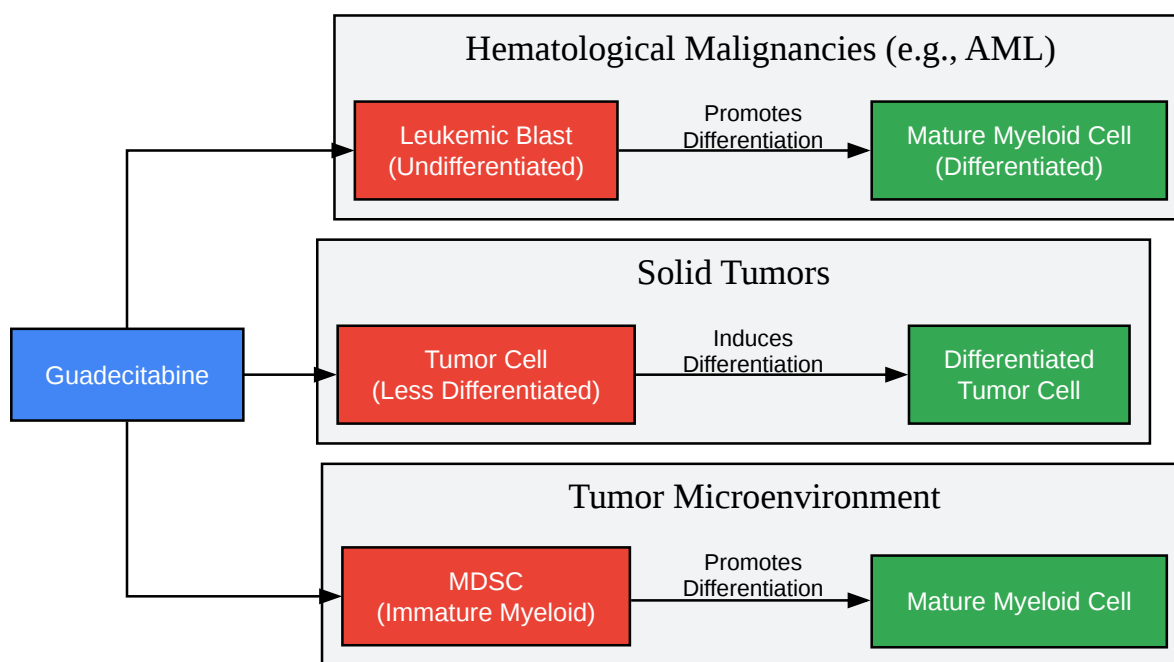 Hematological Malignancies (e.g., AML)
Leukemic Blast
(Undifferentiated)
Promotes
Differentiation
Mature Myeloid Cell
(Differentiated)
Solid Tumors
Guadecitabine
Tumor Cell
(Less Differentiated)
Induces
Differentiation
Differentiated
Tumor Cell
Tumor Microenvironment
MDSC
(Immature Myeloid)
Promotes
Differentiation
Mature Myeloid Cell